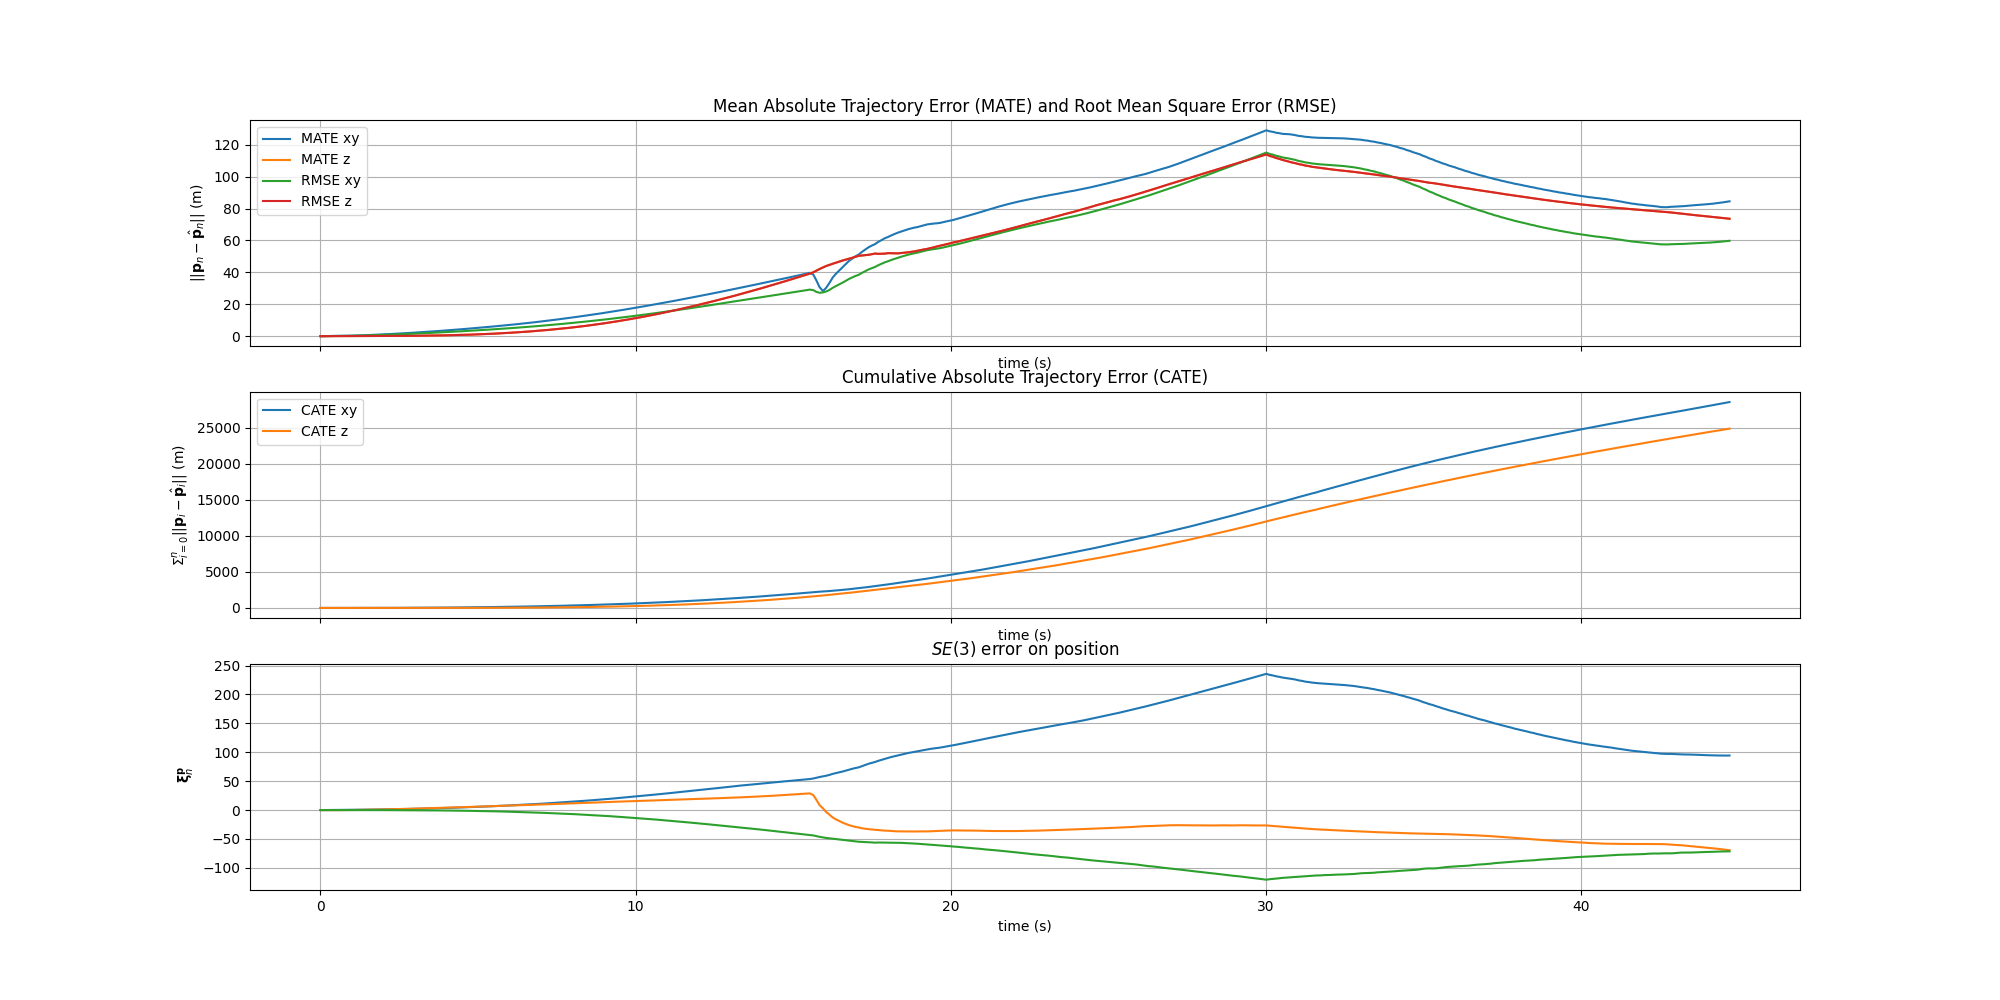 Mean Absolute Trajectory Error (MATE) and Root Mean Square Error (RMSE)
MATE xy
MATE z
RMSE xy
RMSE z
||𝐩ₙ − 𝐩̂ₙ|| (m)
120
100
80
60
40
20
0
time (s)
Cumulative Absolute Trajectory Error (CATE)
CATE xy
CATE z
Σⁿᵢ₌₀||𝐩ᵢ − 𝐩̂ᵢ|| (m)
25000
20000
15000
10000
5000
0
time (s)
SE(3) error on position
ξₙᵖ
250
200
150
100
50
0
−50
−100
0 10 20 30 40
time (s)